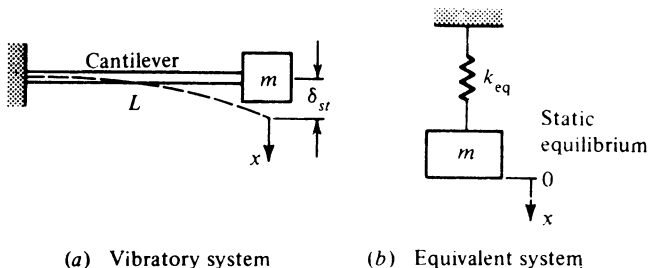 Cantilever
m
L
δst
x
(a) Vibratory system
keq
m
Static
equilibrium
0
x
(b) Equivalent system